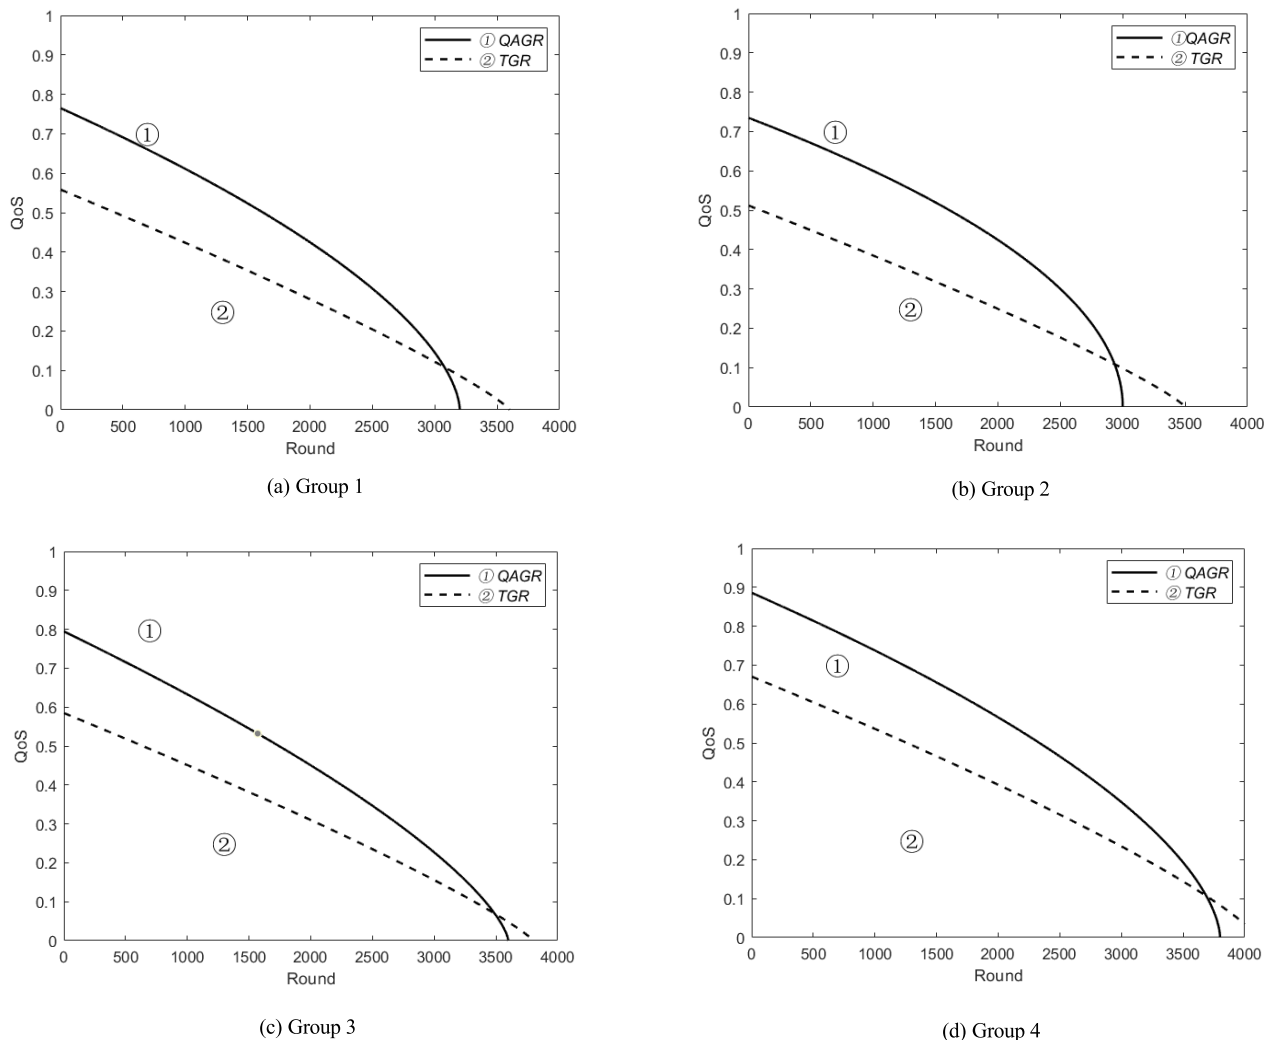 1
0.9
0.8
0.7
0.6
0.5
0.4
0.3
0.2
0.1
0
QoS
① QAGR
② TGR
①
②
0 500 1000 1500 2000 2500 3000 3500 4000
Round
(a) Group 1
1
0.9
0.8
0.7
0.6
0.5
0.4
0.3
0.2
0.1
0
QoS
①QAGR
② TGR
①
②
0 500 1000 1500 2000 2500 3000 3500 4000
Round
(b) Group 2
1
0.9
0.8
0.7
0.6
0.5
0.4
0.3
0.2
0.1
0
QoS
① QAGR
② TGR
①
②
0 500 1000 1500 2000 2500 3000 3500 4000
Round
(c) Group 3
1
0.9
0.8
0.7
0.6
0.5
0.4
0.3
0.2
0.1
0
QoS
① QAGR
② TGR
①
②
0 500 1000 1500 2000 2500 3000 3500 4000
Round
(d) Group 4